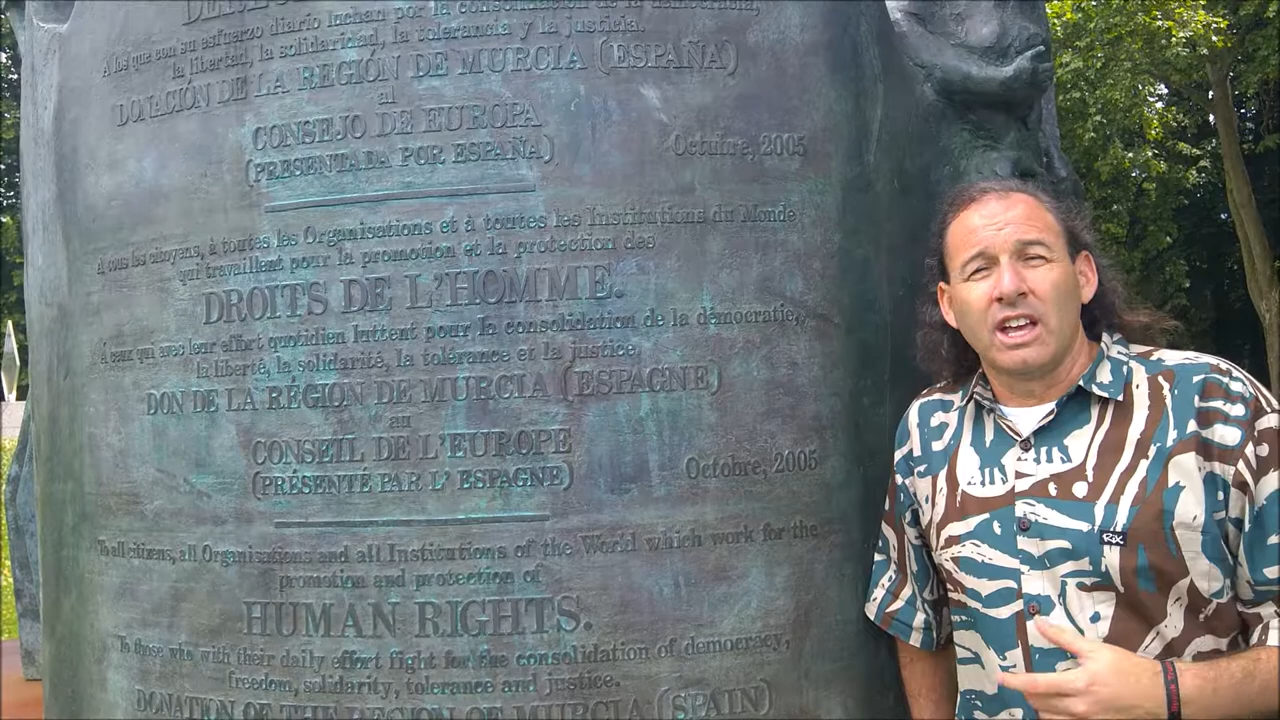 A los que con su esfuerzo diario luchan por la consolidación de la democracia,
la libertad, la solidaridad, la tolerancia y la justicia.
DONACIÓN DE LA REGIÓN DE MURCIA (ESPAÑA)
al
CONSEJO DE EUROPA
(PRESENTADA POR ESPAÑA)
Octubre, 2005
A tous les citoyens, à toutes les Organisations et à toutes les Institutions du Monde
qui travaillent pour la promotion et la protection des
DROITS DE L'HOMME.
À ceux qui avec leur effort quotidien luttent pour la consolidation de la démocratie,
la liberté, la solidarité, la tolérance et la justice
DON DE LA RÉGION DE MURCIA (ESPAGNE)
au
CONSEIL DE L'EUROPE
(PRÉSENTÉ PAR L' ESPAGNE)
Octobre, 2005
To all citizens, all Organisations and all Institutions of the World which work for the
promotion and protection of
HUMAN RIGHTS.
To those who with their daily effort fight for the consolidation of democracy,
freedom, solidarity, tolerance and justice.
DONATION OF THE REGION OF MURCIA (SPAIN)
RIX